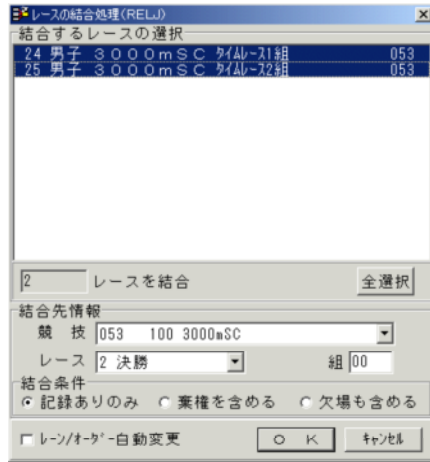 レースの結合処理(RELJ)
結合するレースの選択
24 男子 3000mSC ﾀｲﾑﾚｰｽ1組 053
25 男子 3000mSC ﾀｲﾑﾚｰｽ2組 053
2 レースを結合 全選択
結合先情報
競 技 053 100 3000mSC
レース 2 決勝 組 00
結合条件
記録ありのみ 棄権を含める 欠場も含める
ﾚｰﾝ/ｵｰﾀﾞｰ自動変更 O K ｷｬﾝｾﾙ